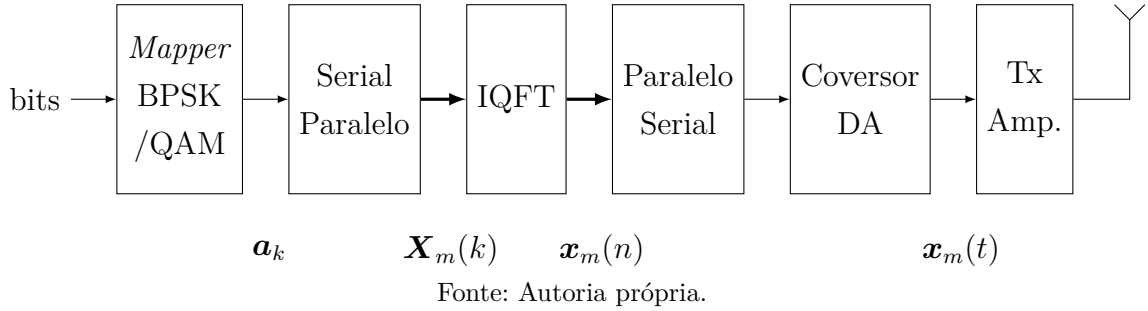 bits
Mapper
BPSK
/QAM
Serial
Paralelo
IQFT
Paralelo
Serial
Coversor
DA
Tx
Amp.
a_k
X_m(k)
x_m(n)
x_m(t)
Fonte: Autoria própria.